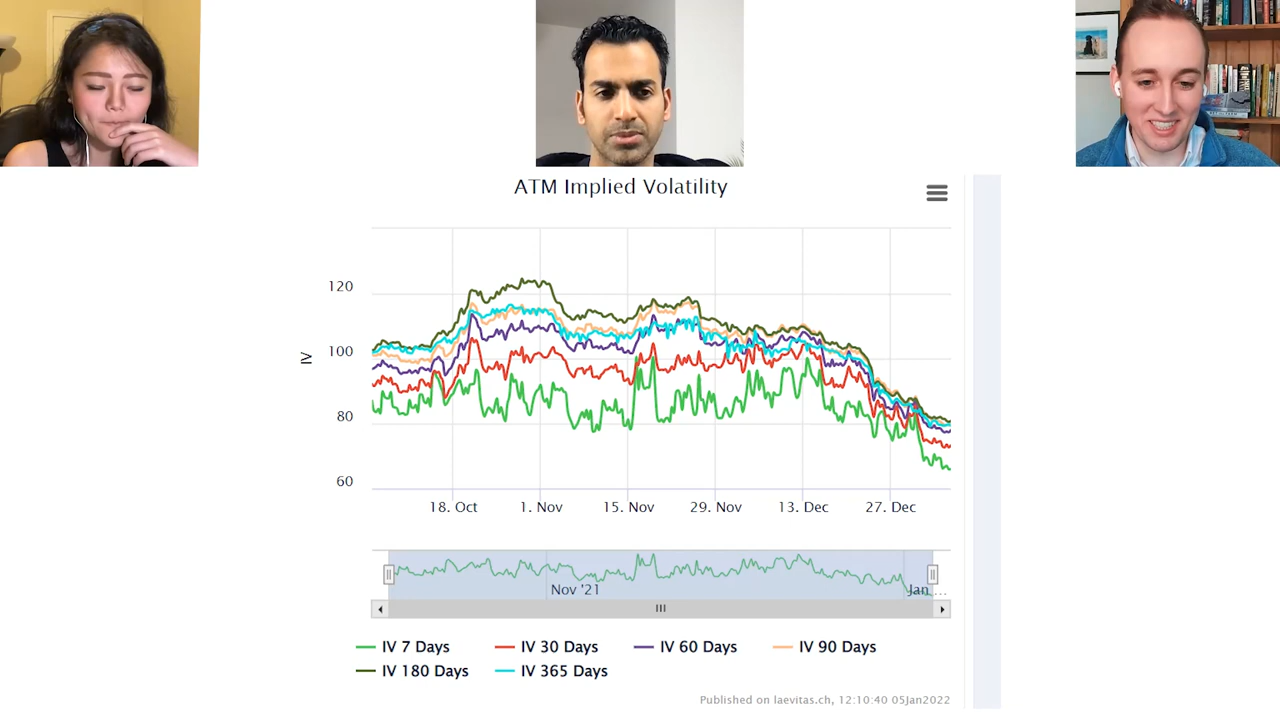 ATM Implied Volatility
IV
120
100
80
60
18. Oct 1. Nov 15. Nov 29. Nov 13. Dec 27. Dec
Nov '21 Jan ...
IV 7 Days IV 30 Days IV 60 Days IV 90 Days
IV 180 Days IV 365 Days
Published on laevitas.ch, 12:10:40 05Jan2022